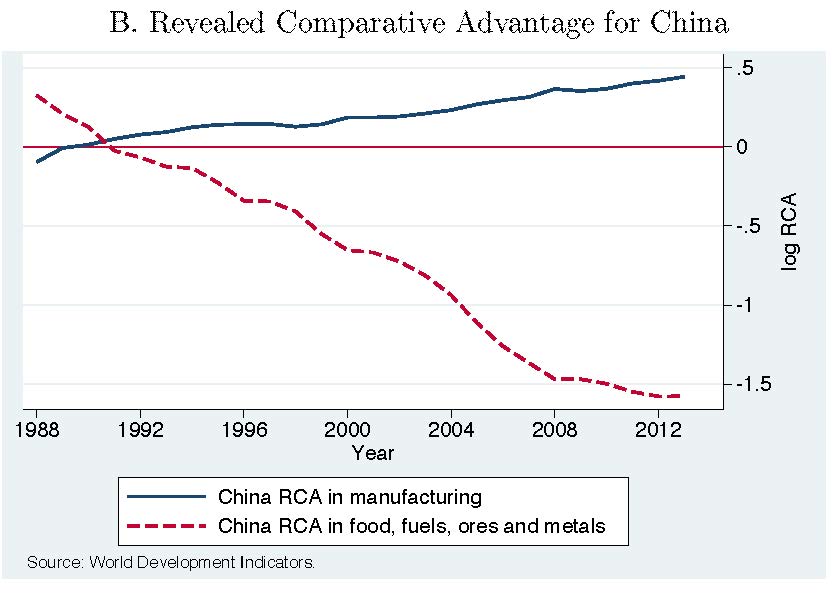 B. Revealed Comparative Advantage for China
.5
0
-.5
-1
-1.5
log RCA
1988 1992 1996 2000 2004 2008 2012
Year
China RCA in manufacturing
China RCA in food, fuels, ores and metals
Source: World Development Indicators.